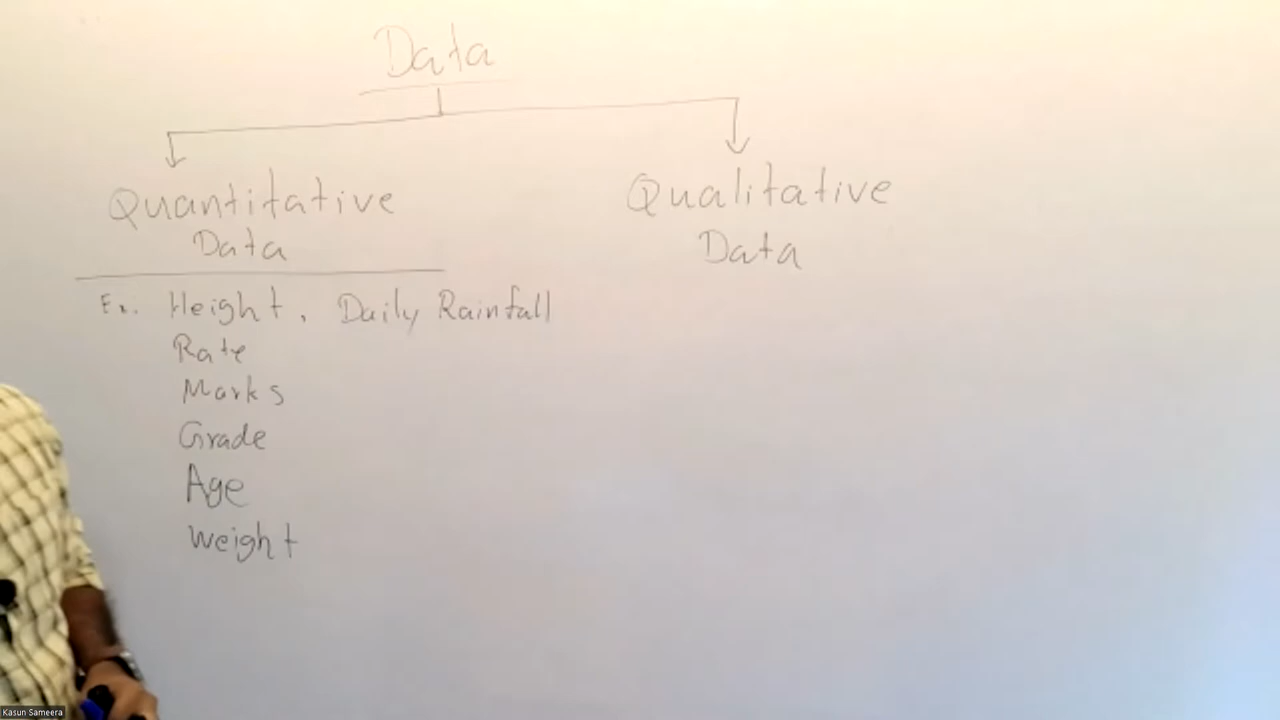 Data
Quantitative
Data
Qualitative
Data
Ex. Height, Daily Rainfall
Rate
Marks
Grade
Age
weight
Kasun Sameera